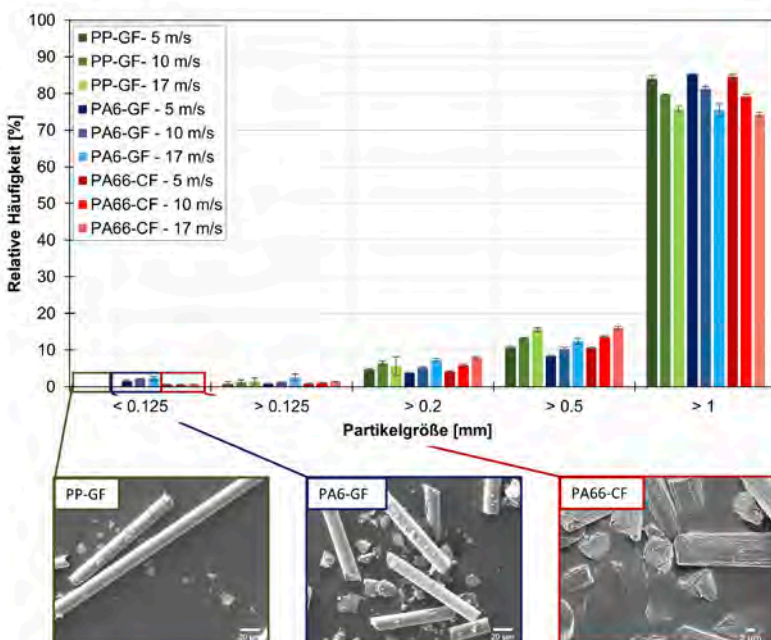 Relative Häufigkeit [%]
100
90
80
70
60
50
40
30
20
10
0
PP-GF- 5 m/s
PP-GF- 10 m/s
PP-GF- 17 m/s
PA6-GF - 5 m/s
PA6-GF - 10 m/s
PA6-GF - 17 m/s
PA66-CF - 5 m/s
PA66-CF - 10 m/s
PA66-CF - 17 m/s
< 0.125
> 0.125
> 0.2
> 0.5
> 1
Partikelgröße [mm]
PP-GF
PA6-GF
PA66-CF
20 µm
20 µm